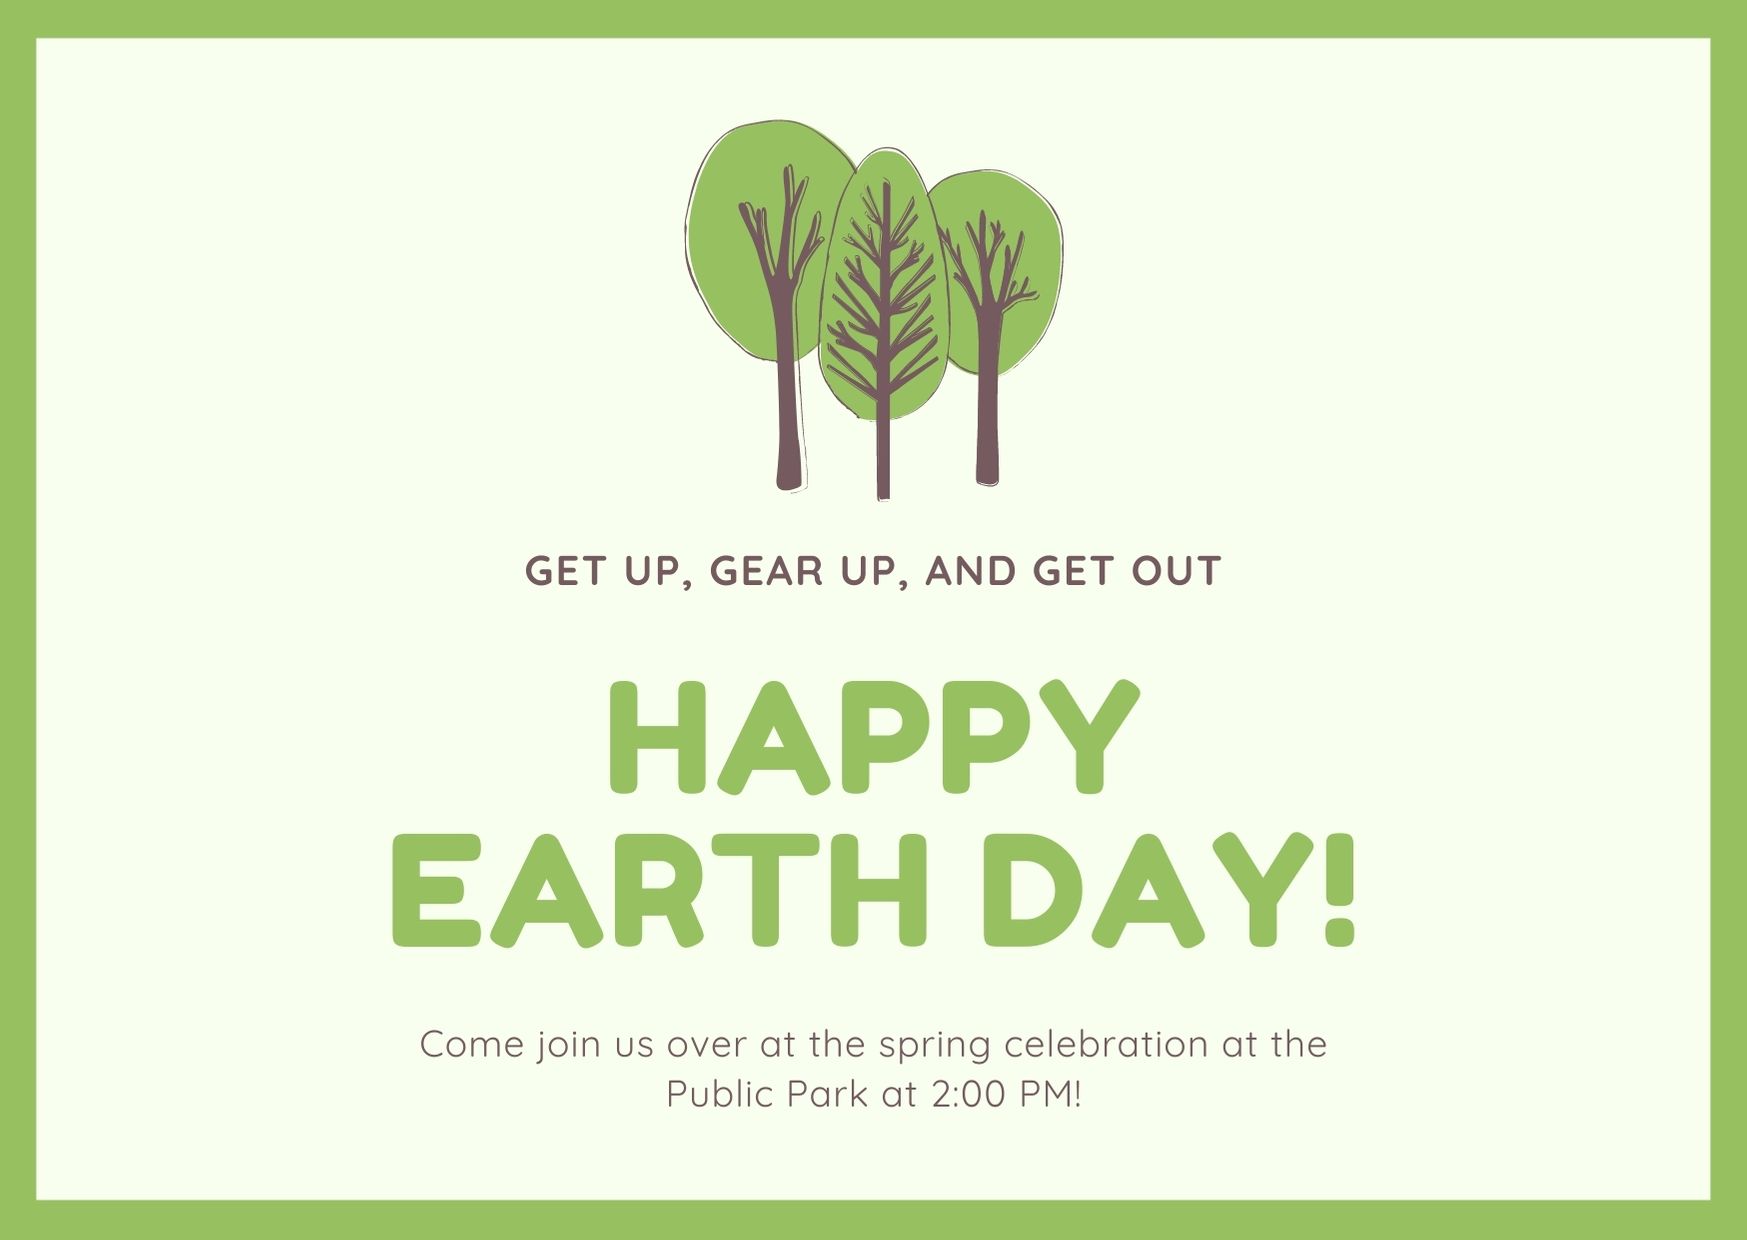 GET UP, GEAR UP, AND GET OUT
HAPPY
EARTH DAY!
Come join us over at the spring celebration at the
Public Park at 2:00 PM!